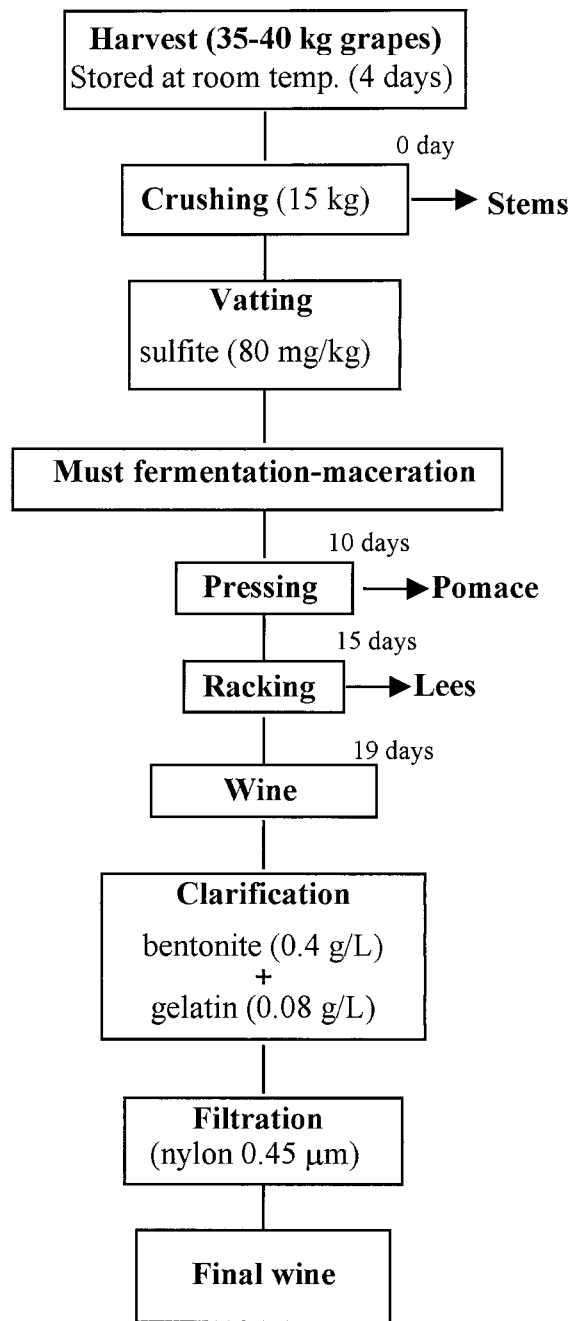 Harvest (35-40 kg grapes)
Stored at room temp. (4 days)
0 day
Crushing (15 kg)
Stems
Vatting
sulfite (80 mg/kg)
Must fermentation-maceration
10 days
Pressing
Pomace
15 days
Racking
Lees
19 days
Wine
Clarification
bentonite (0.4 g/L)
+
gelatin (0.08 g/L)
Filtration
(nylon 0.45 μm)
Final wine